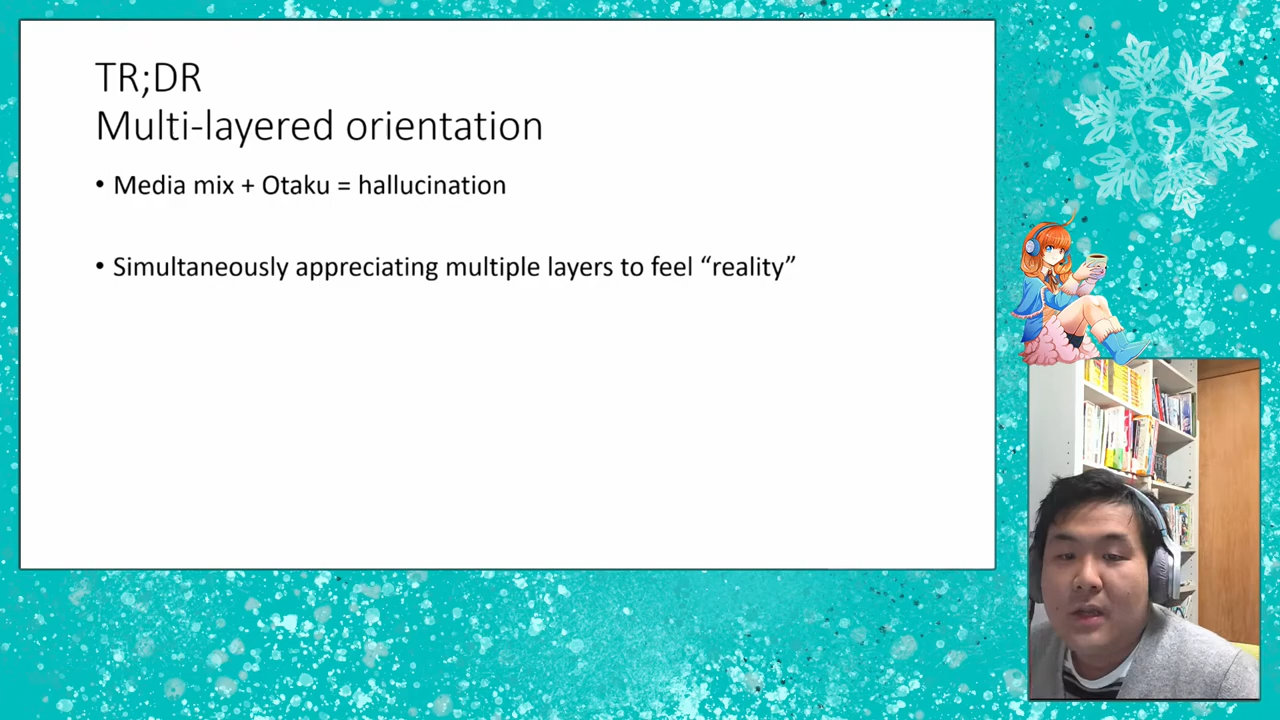 TR;DR
Multi-layered orientation
• Media mix + Otaku = hallucination
• Simultaneously appreciating multiple layers to feel “reality”